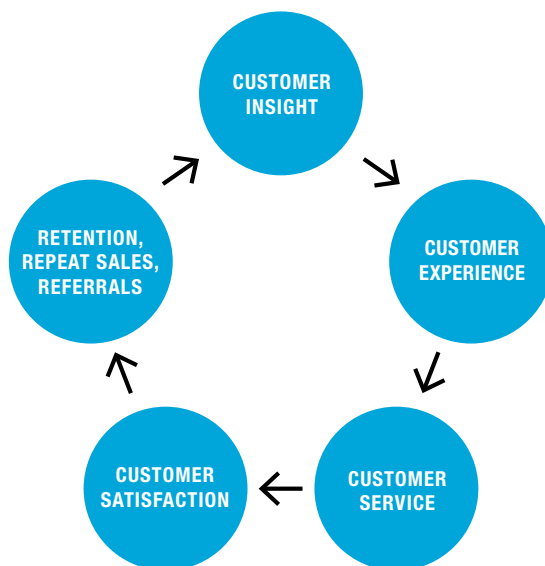 CUSTOMER
INSIGHT
CUSTOMER
EXPERIENCE
CUSTOMER
SERVICE
CUSTOMER
SATISFACTION
RETENTION,
REPEAT SALES,
REFERRALS